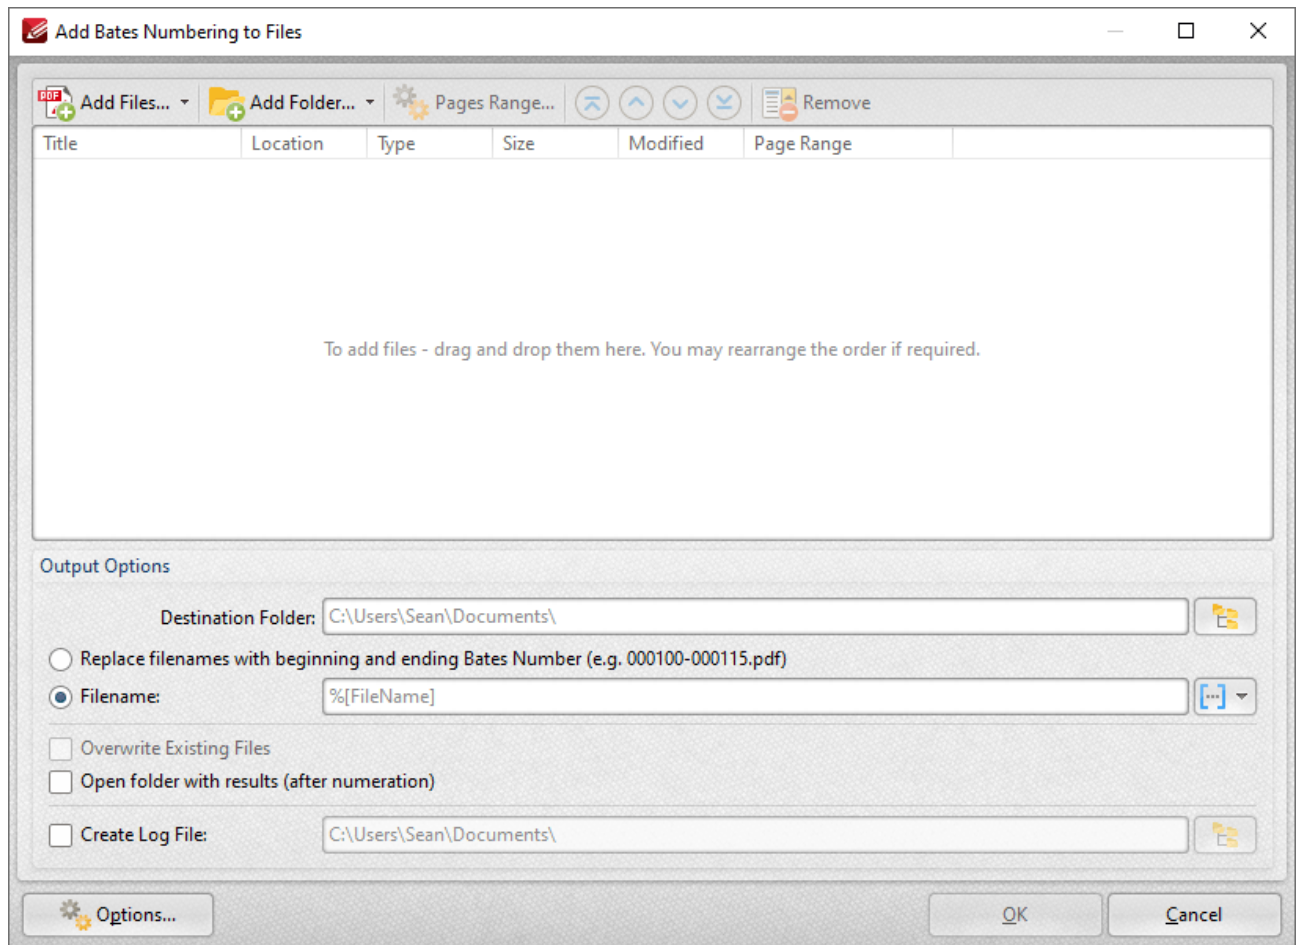 Add Bates Numbering to Files
PDF Add Files... Add Folder... Pages Range... Remove
Title Location Type Size Modified Page Range
To add files - drag and drop them here. You may rearrange the order if required.
Output Options
Destination Folder: C:\Users\Sean\Documents\
Replace filenames with beginning and ending Bates Number (e.g. 000100-000115.pdf)
Filename: %[FileName]
Overwrite Existing Files
Open folder with results (after numeration)
Create Log File: C:\Users\Sean\Documents\
Options... OK Cancel